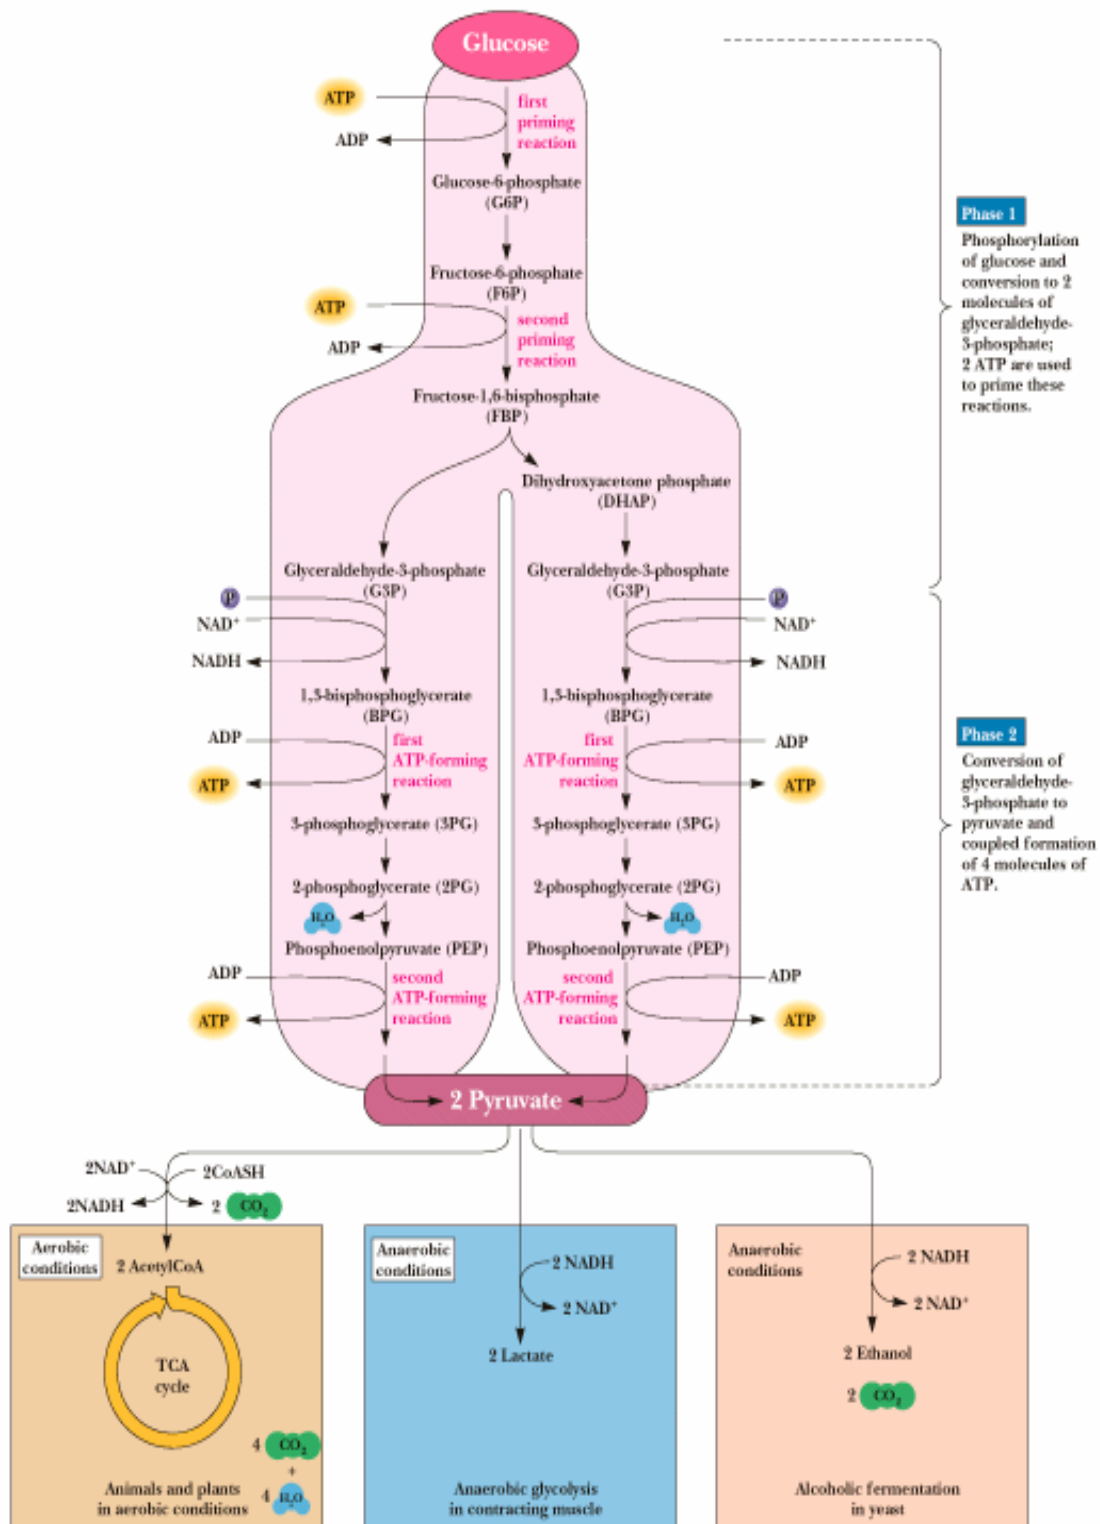 Glucose
ATP
ADP
first
priming
reaction
Glucose-6-phosphate
(G6P)
Fructose-6-phosphate
(F6P)
ATP
ADP
second
priming
reaction
Fructose-1,6-bisphosphate
(FBP)
Dihydroxyacetone phosphate
(DHAP)
Phase 1
Phosphorylation
of glucose and
conversion to 2
molecules of
glyceraldehyde-
3-phosphate;
2 ATP are used
to prime these
reactions.
Glyceraldehyde-3-phosphate
(G3P)
P
NAD+
NADH
1,3-bisphosphoglycerate
(BPG)
ADP
ATP
first
ATP-forming
reaction
3-phosphoglycerate (3PG)
2-phosphoglycerate (2PG)
H2O
Phosphoenolpyruvate (PEP)
ADP
ATP
second
ATP-forming
reaction
Glyceraldehyde-3-phosphate
(G3P)
P
NAD+
NADH
1,3-bisphosphoglycerate
(BPG)
first
ATP-forming
reaction
ADP
ATP
3-phosphoglycerate (3PG)
2-phosphoglycerate (2PG)
H2O
Phosphoenolpyruvate (PEP)
second
ATP-forming
reaction
ADP
ATP
Phase 2
Conversion of
glyceraldehyde-
3-phosphate to
pyruvate and
coupled formation
of 4 molecules of
ATP.
2 Pyruvate
2NAD+
2CoASH
2NADH
2 CO2
Aerobic
conditions
2 AcetylCoA
TCA
cycle
4 CO2
+
4 H2O
Animals and plants
in aerobic conditions
Anaerobic
conditions
2 NADH
2 NAD+
2 Lactate
Anaerobic glycolysis
in contracting muscle
Anaerobic
conditions
2 NADH
2 NAD+
2 Ethanol
2 CO2
Alcoholic fermentation
in yeast